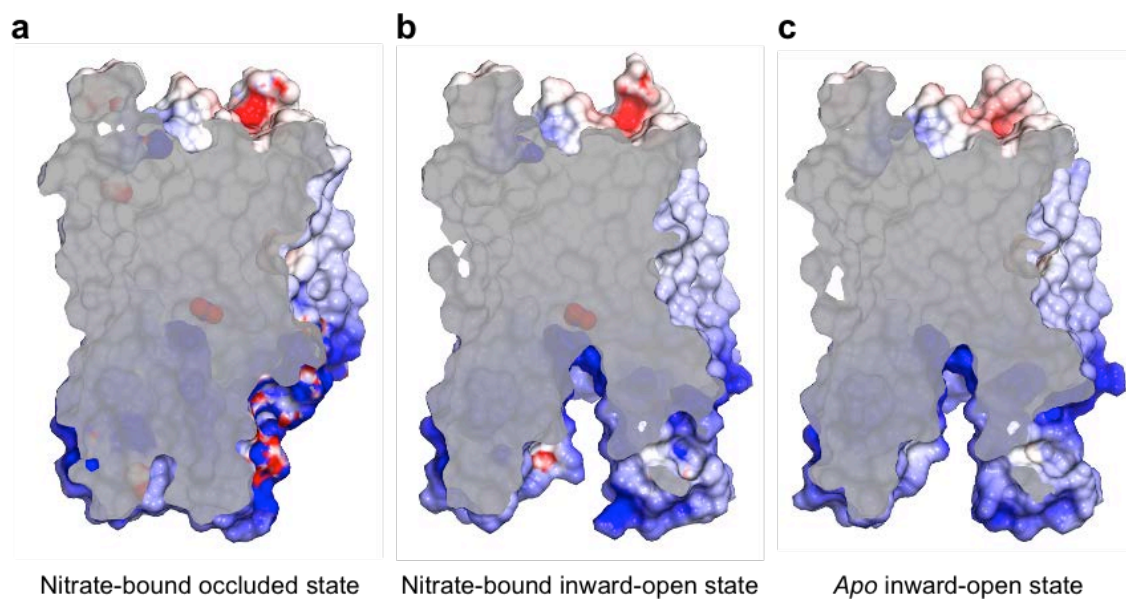 a
b
c
Nitrate-bound occluded state
Nitrate-bound inward-open state
Apo inward-open state